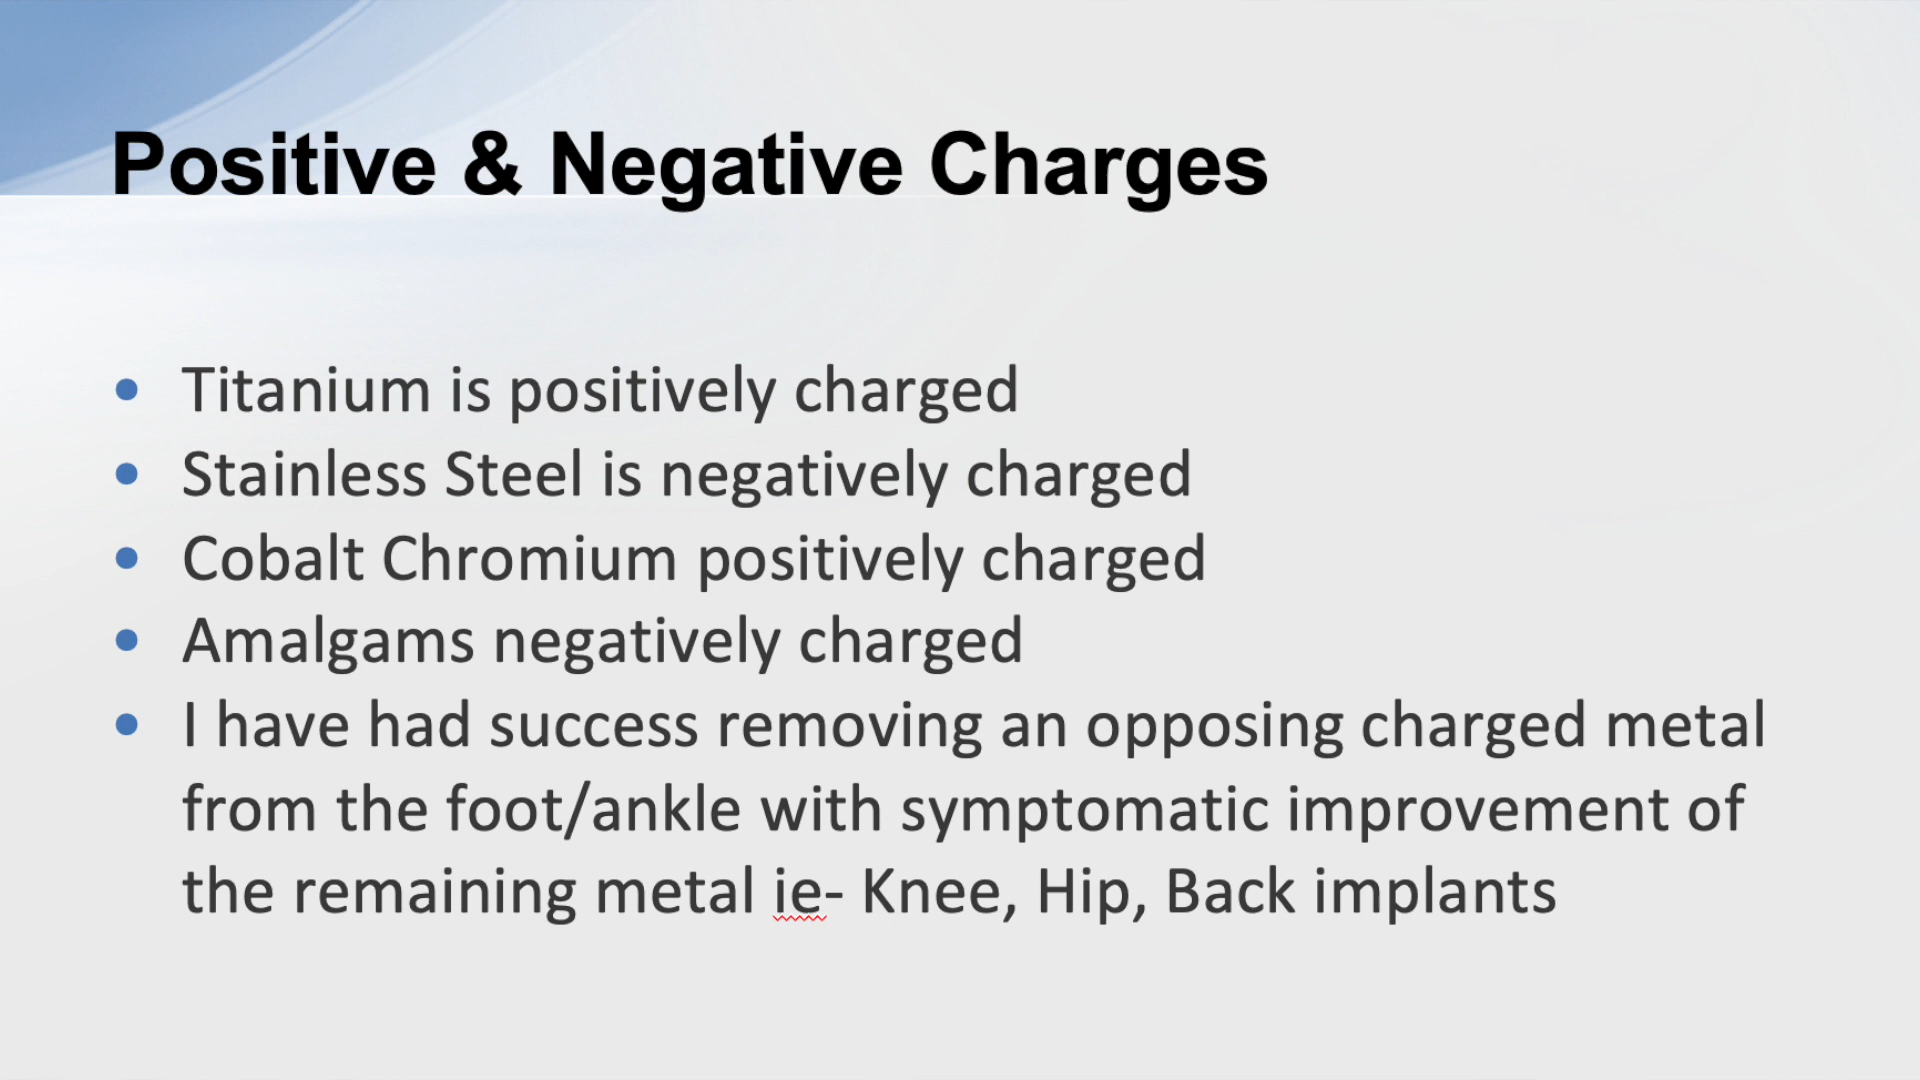 Positive & Negative Charges
• Titanium is positively charged
• Stainless Steel is negatively charged
• Cobalt Chromium positively charged
• Amalgams negatively charged
• I have had success removing an opposing charged metal
from the foot/ankle with symptomatic improvement of
the remaining metal ie- Knee, Hip, Back implants